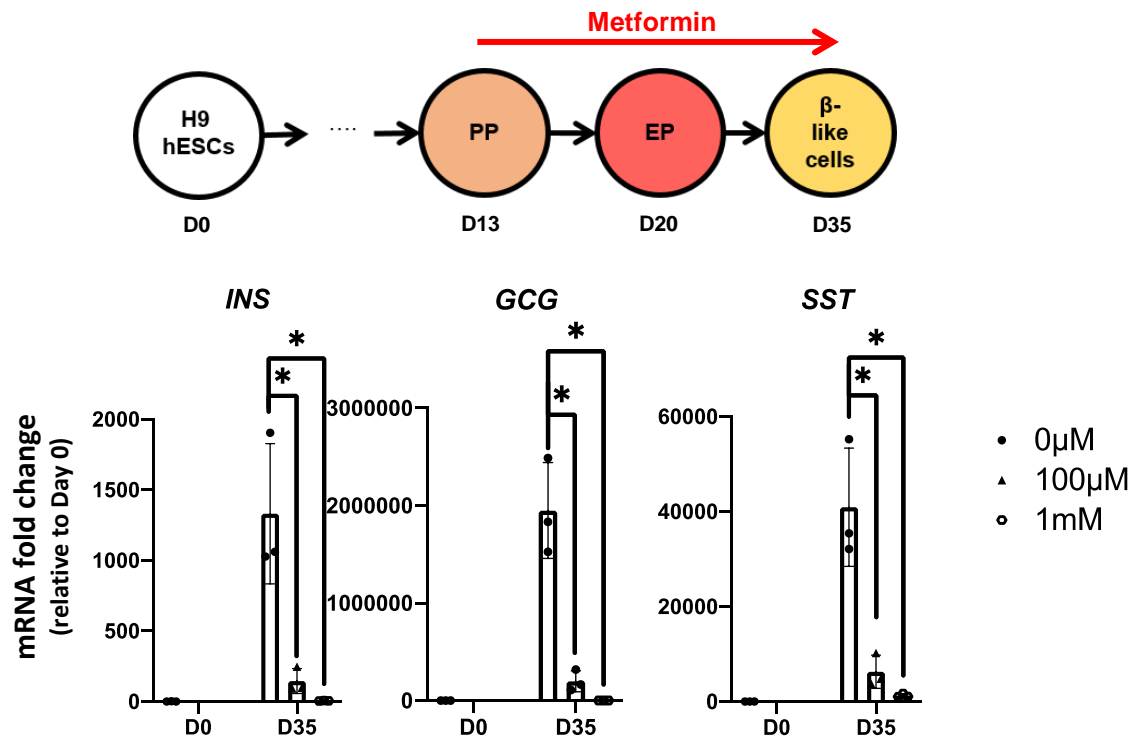 Metformin
H9
hESCs
....
PP
EP
β-
like
cells
D0
D13
D20
D35
INS
GCG
SST
mRNA fold change
(relative to Day 0)
*
*
2000
1500
1000
500
0
D0
D35
*
*
3000000
2000000
1000000
0
D0
D35
*
*
60000
40000
20000
0
D0
D35
0µM
100µM
1mM